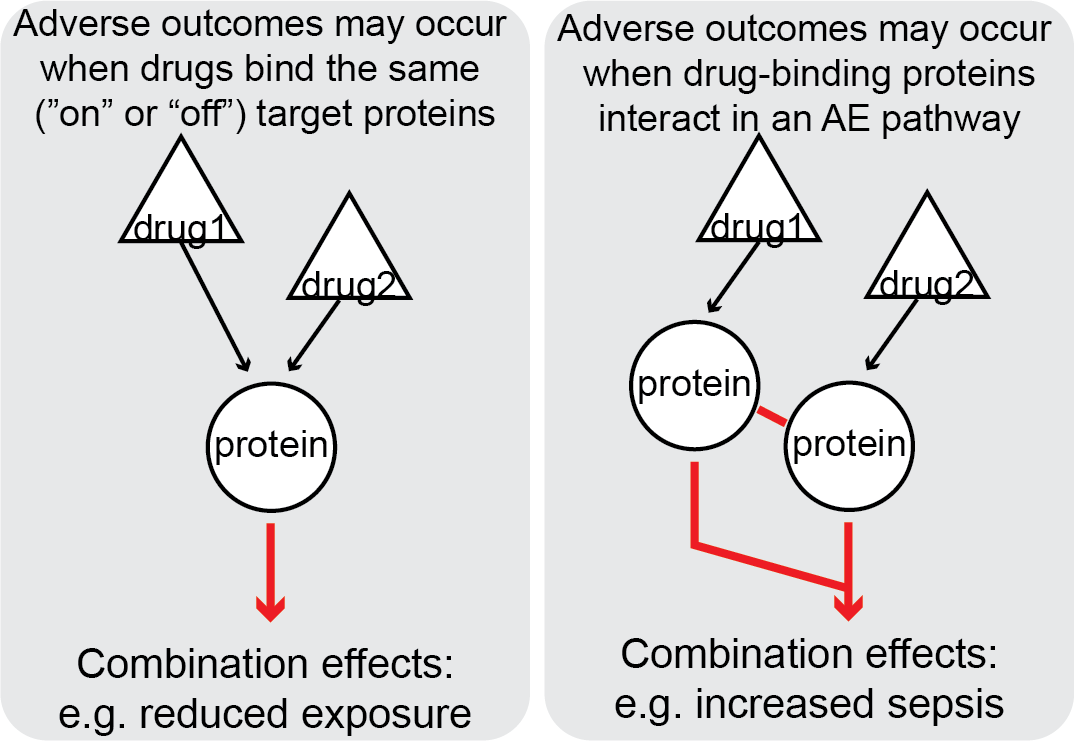 Adverse outcomes may occur
when drugs bind the same
(”on” or “off”) target proteins
drug1
drug2
protein
Combination effects:
e.g. reduced exposure
Adverse outcomes may occur
when drug-binding proteins
interact in an AE pathway
drug1
drug2
protein
protein
Combination effects:
e.g. increased sepsis